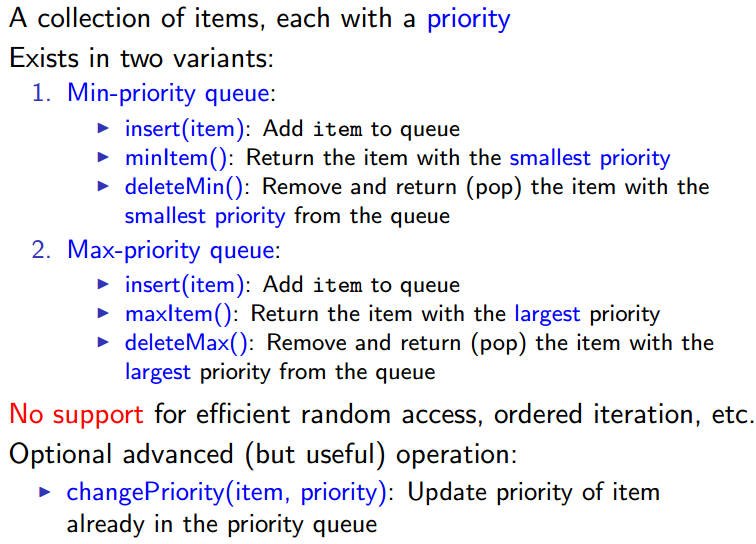 A collection of items, each with a priority
Exists in two variants:
1. Min-priority queue:
▶ insert(item): Add item to queue
▶ minItem(): Return the item with the smallest priority
▶ deleteMin(): Remove and return (pop) the item with the
smallest priority from the queue
2. Max-priority queue:
▶ insert(item): Add item to queue
▶ maxItem(): Return the item with the largest priority
▶ deleteMax(): Remove and return (pop) the item with the
largest priority from the queue
No support for efficient random access, ordered iteration, etc.
Optional advanced (but useful) operation:
▶ changePriority(item, priority): Update priority of item
already in the priority queue